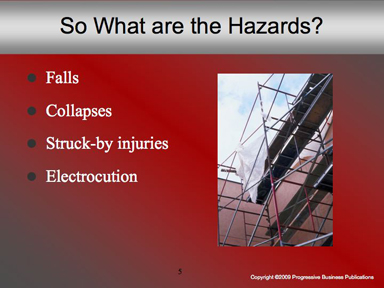 So What are the Hazards?
Falls
Collapses
Struck-by injuries
Electrocution
5
Copyright ©2009 Progressive Business Publications